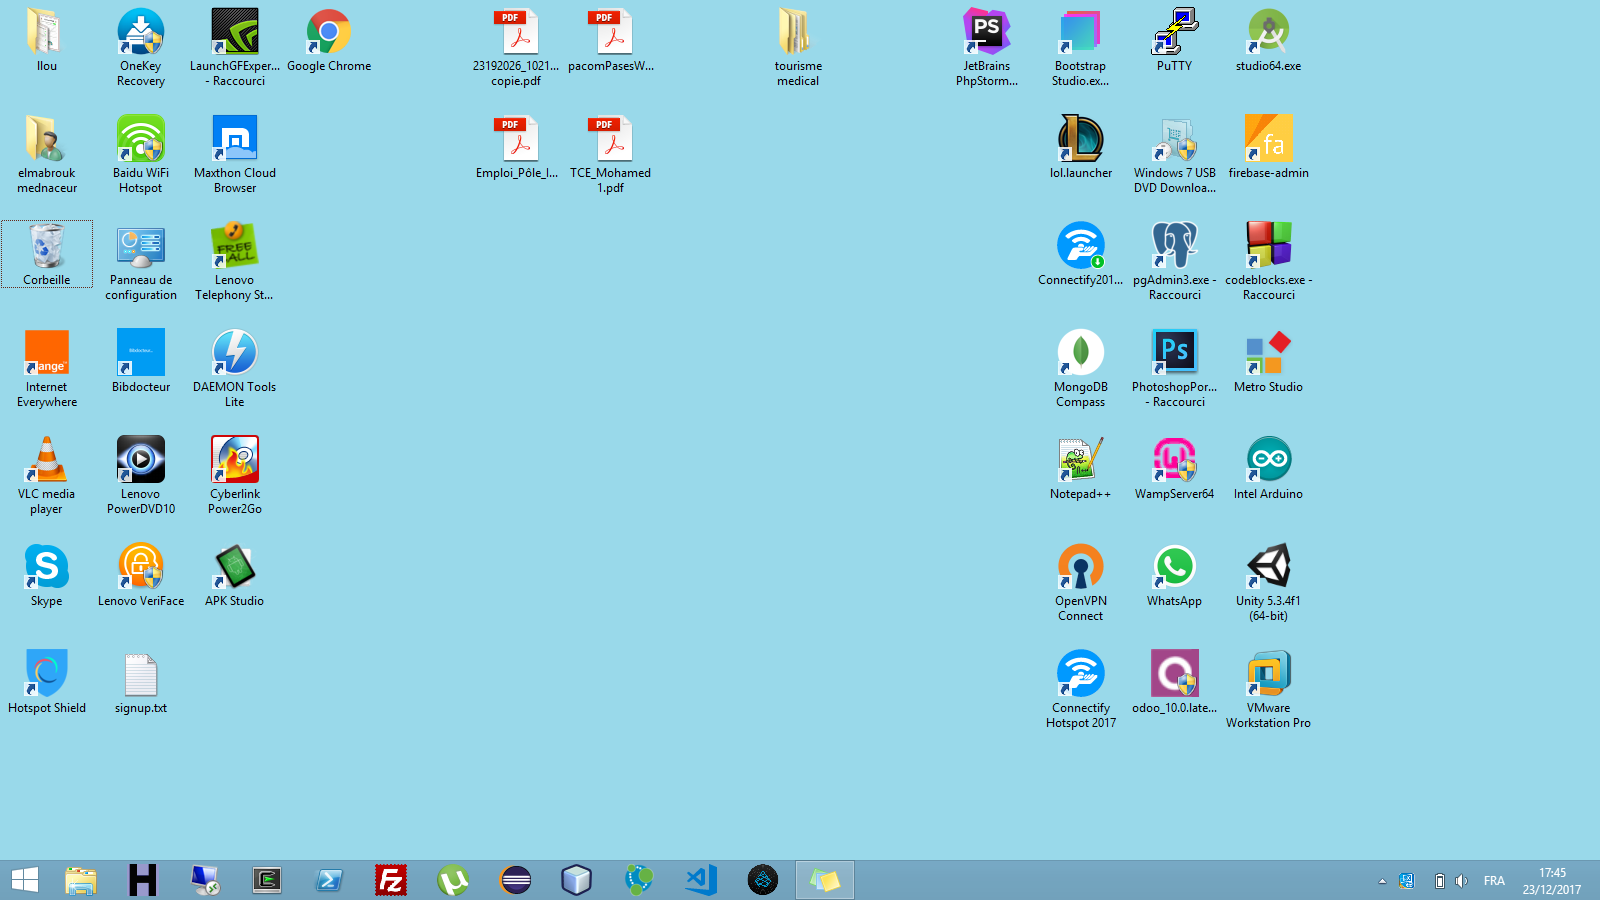 llou
OneKey
Recovery
LaunchGFExper...
- Raccourci
Google Chrome
PDF
23192026_1021...
copie.pdf
PDF
pacomPasesW...
tourisme
medical
PS
JetBrains
PhpStorm...
Bootstrap
Studio.ex...
PuTTY
studio64.exe
elmabrouk
mednaceur
Baidu WiFi
Hotspot
Maxthon Cloud
Browser
PDF
Emploi_Pôle_I...
PDF
TCE_Mohamed
1.pdf
lol.launcher
Windows 7 USB
DVD Downloa...
fa
firebase-admin
Corbeille
Panneau de
configuration
FREE
CALL
Lenovo
Telephony St...
Connectify201...
pgAdmin3.exe -
Raccourci
codeblocks.exe -
Raccourci
ange
Internet
Everywhere
Bibdocteur
DAEMON Tools
Lite
MongoDB
Compass
Ps
PhotoshopPor...
- Raccourci
Metro Studio
VLC media
player
Lenovo
PowerDVD10
Cyberlink
Power2Go
Notepad++
WampServer64
Intel Arduino
S
Skype
Lenovo VeriFace
APK Studio
OpenVPN
Connect
WhatsApp
Unity 5.3.4f1
(64-bit)
Hotspot Shield
signup.txt
Connectify
Hotspot 2017
odoo_10.0.late...
VMware
Workstation Pro
H
Fz
µ
FRA
17:45
23/12/2017